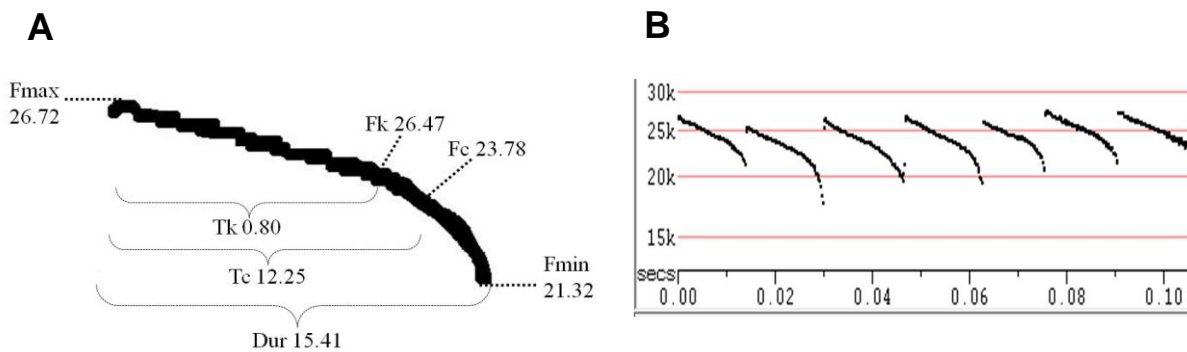 A
Fmax
26.72
Fk 26.47
Fc 23.78
Tk 0.80
Tc 12.25
Fmin
21.32
Dur 15.41
B
30k
25k
20k
15k
secs
0.00 0.02 0.04 0.06 0.08 0.10